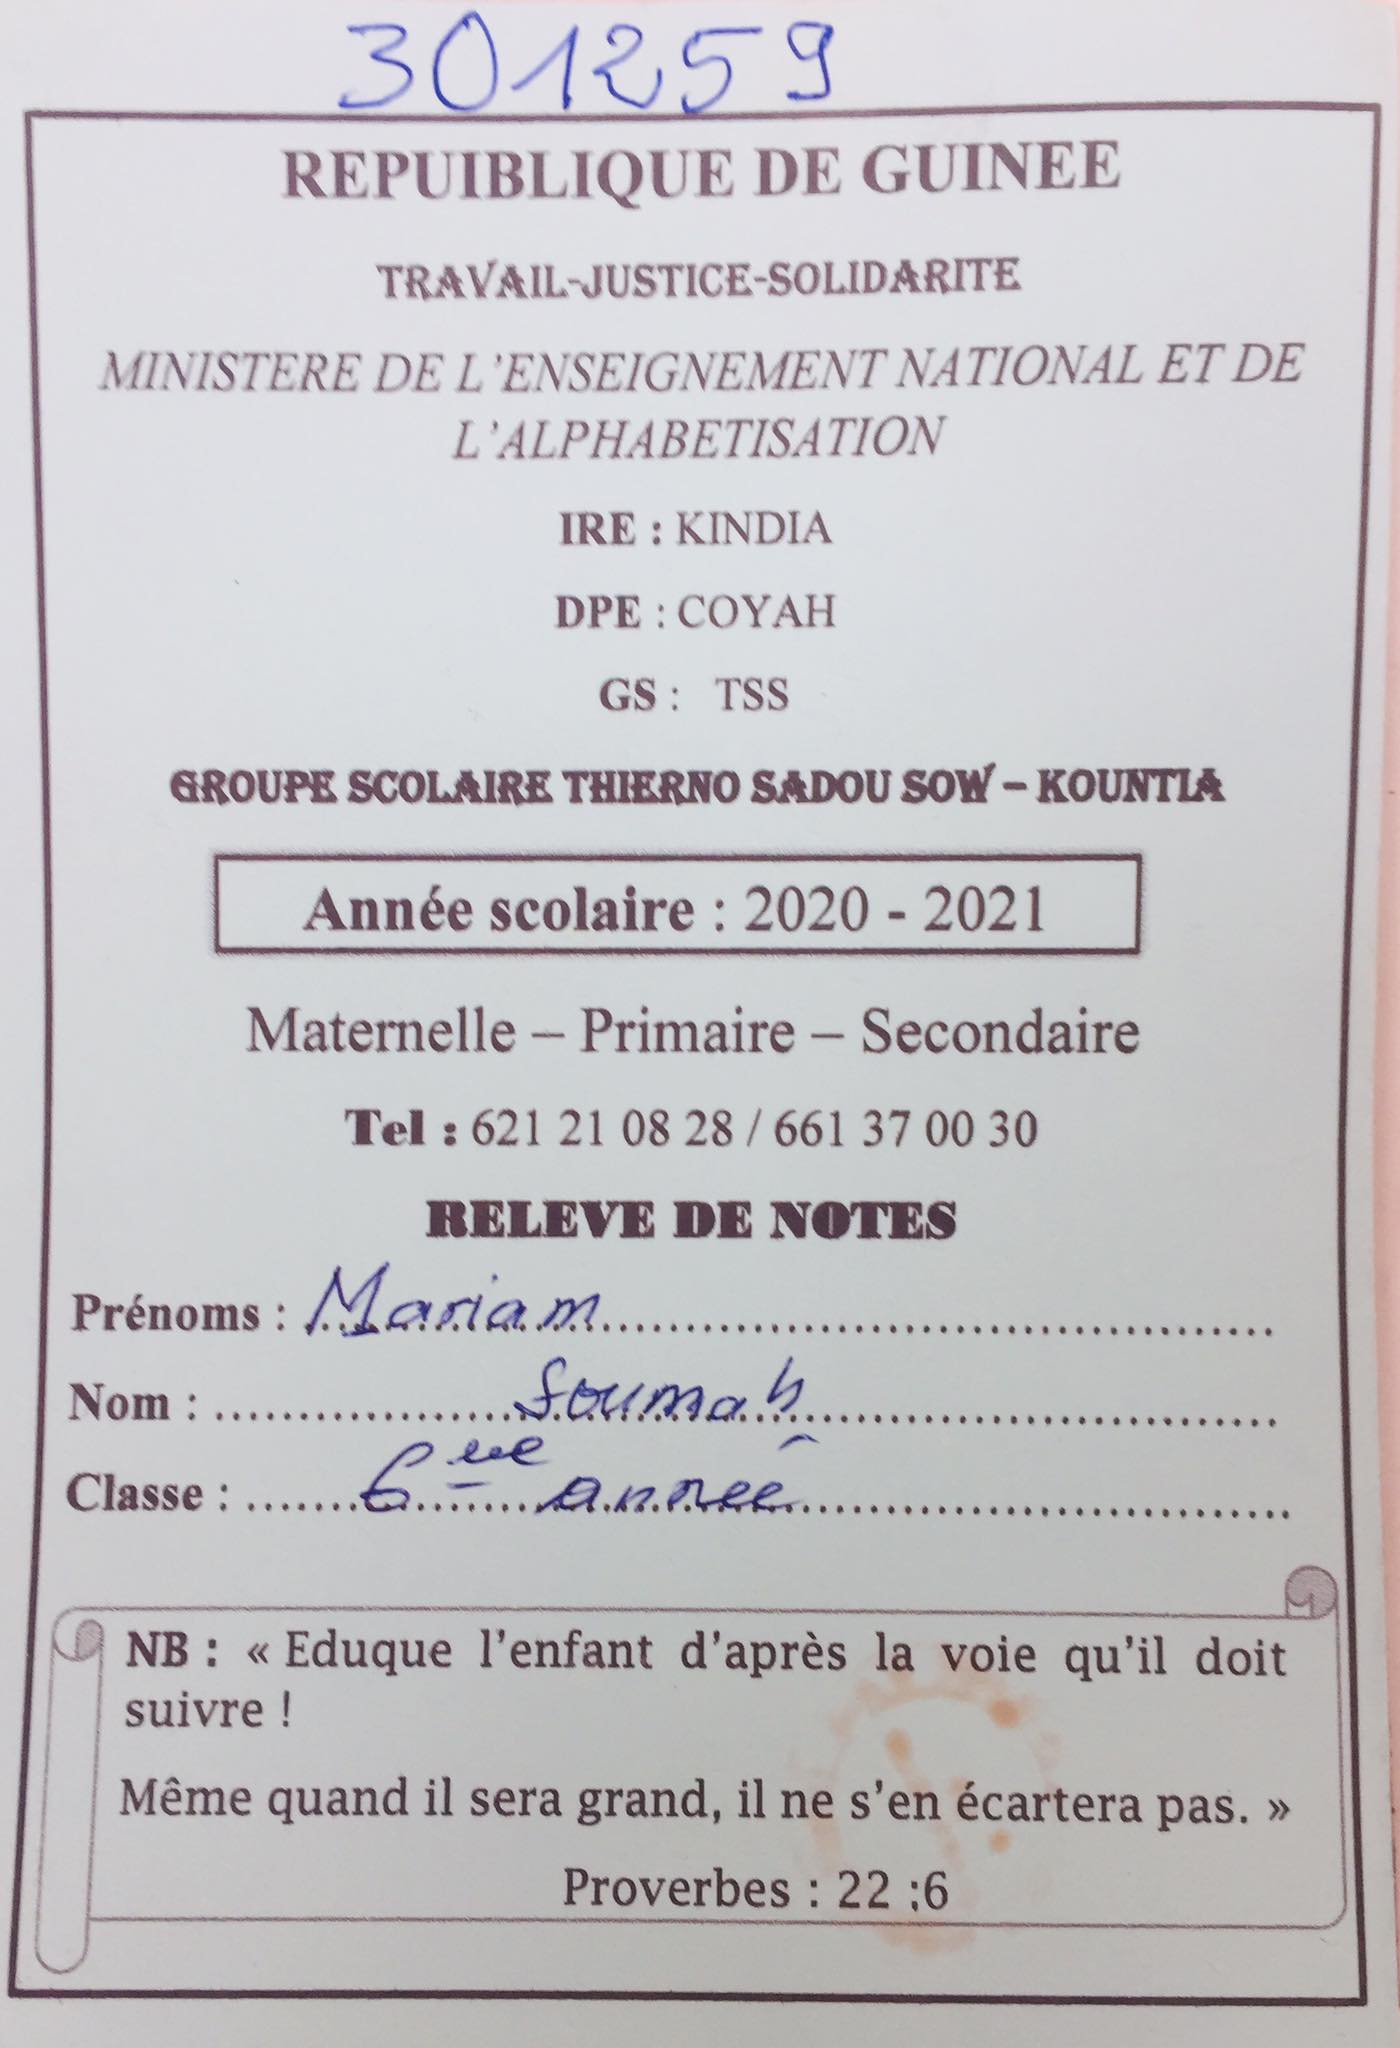 301259
REPUIBLIQUE DE GUINEE
TRAVAIL-JUSTICE-SOLIDARITE
MINISTERE DE L'ENSEIGNEMENT NATIONAL ET DE
L'ALPHABETISATION
IRE : KINDIA
DPE : COYAH
GS : TSS
GROUPE SCOLAIRE THIERNO SADOU SOW – KOUNTIA
Année scolaire : 2020 - 2021
Maternelle – Primaire – Secondaire
Tel : 621 21 08 28 / 661 37 00 30
RELEVE DE NOTES
Prénoms : Mariam
Nom : Soumah
Classe : 6ème année
NB : « Eduque l'enfant d'après la voie qu'il doit
suivre !
Même quand il sera grand, il ne s'en écartera pas. »
Proverbes : 22 ;6